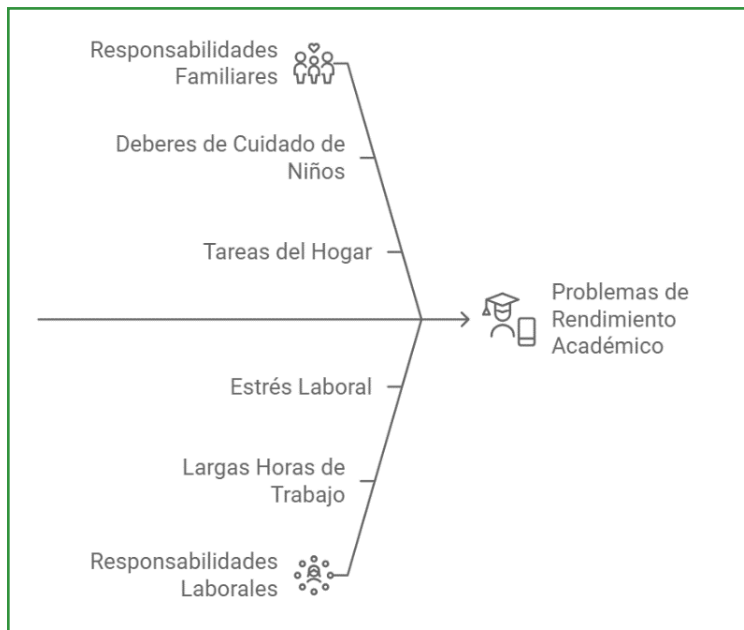 Responsabilidades
Familiares
Deberes de Cuidado de
Niños
Tareas del Hogar
Problemas de
Rendimiento
Académico
Estrés Laboral
Largas Horas de
Trabajo
Responsabilidades
Laborales